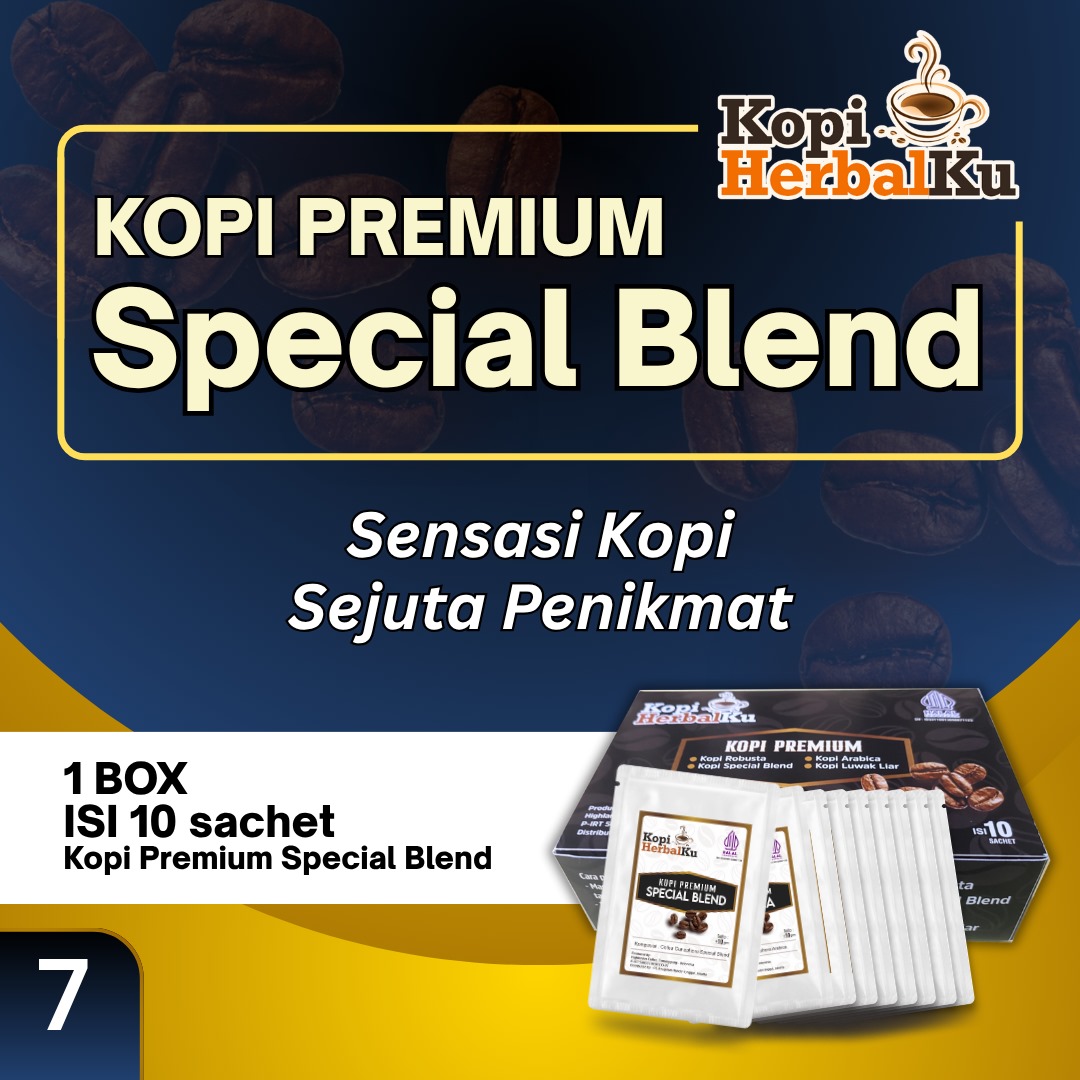 Kopi
HerbalKu
KOPI PREMIUM
Special Blend
Sensasi Kopi
Sejuta Penikmat
1 BOX
ISI 10 sachet
Kopi Premium Special Blend
7
Kopi
HerbalKu
HALAL
KOPI PREMIUM
Kopi Robusta
Kopi Arabica
Kopi Special Blend
Kopi Luwak Liar
ISI 10
SACHET
Kopi
HerbalKu
HALAL
KOPI PREMIUM
SPECIAL BLEND